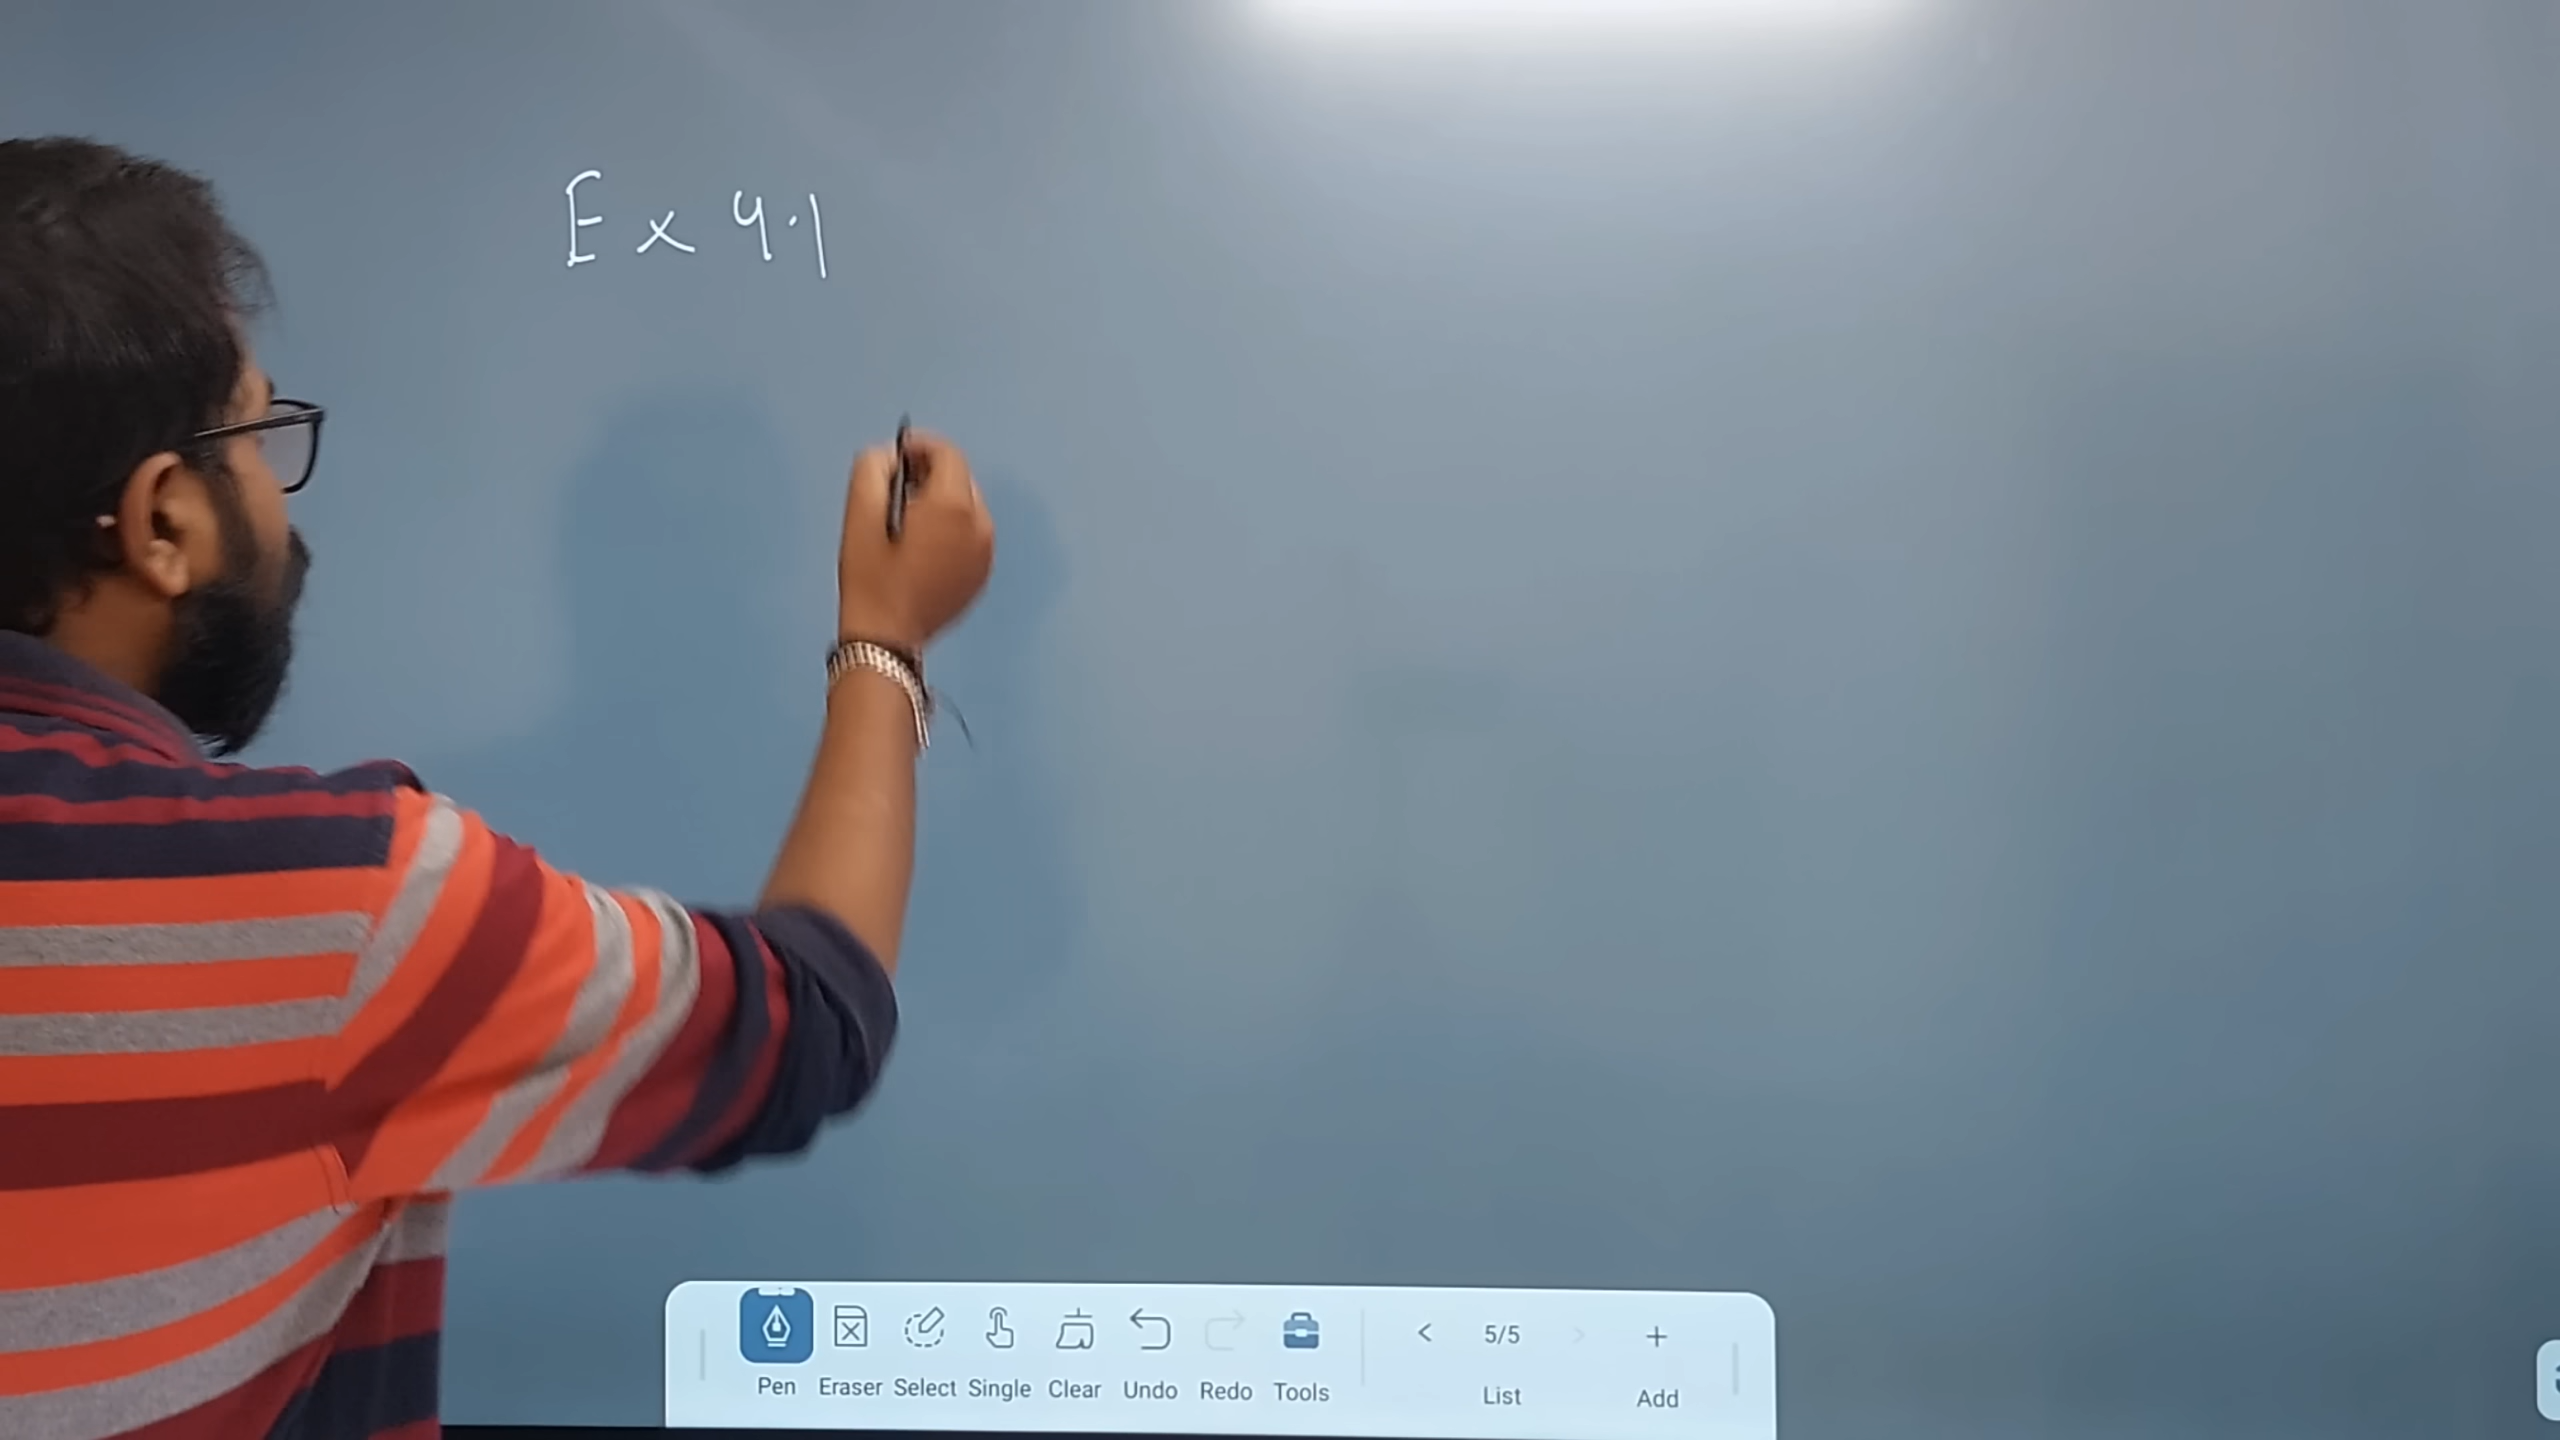 Ex 4.1
Pen Eraser Select Single Clear Undo Redo Tools < 5/5 > + List Add